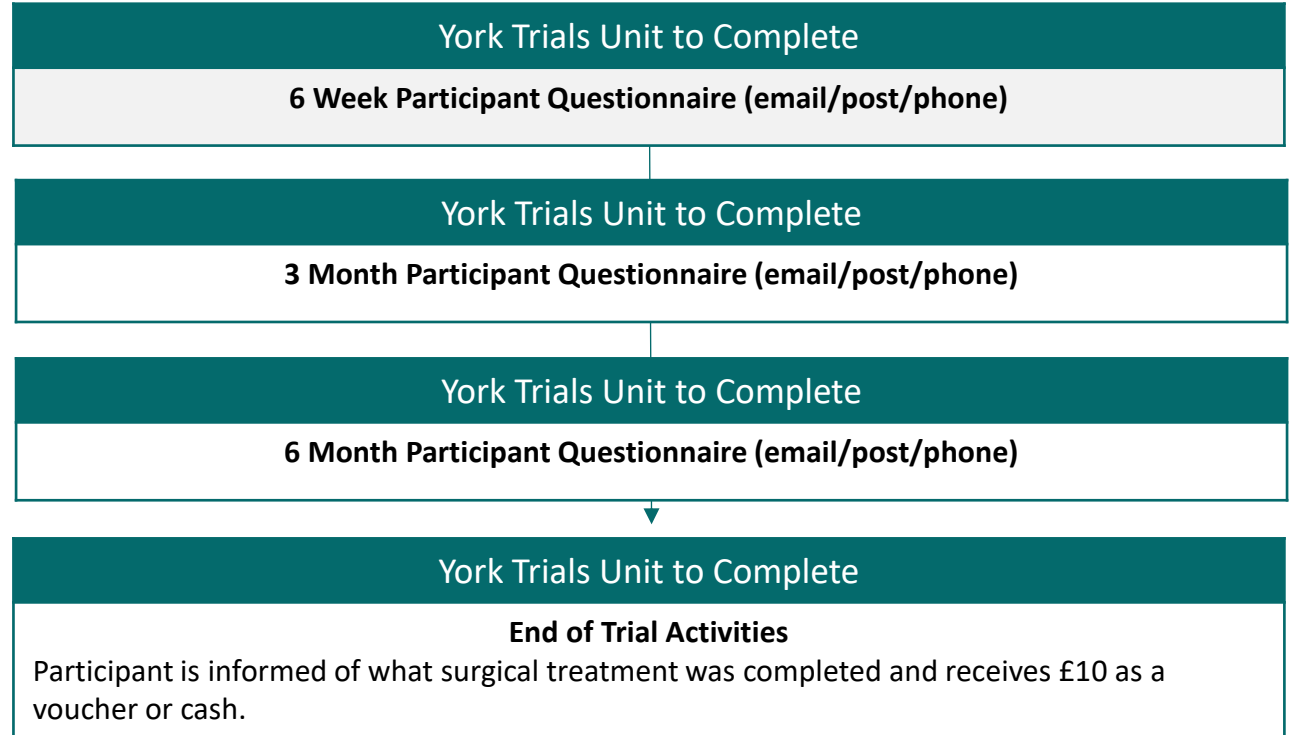 York Trials Unit to Complete
6 Week Participant Questionnaire (email/post/phone)
York Trials Unit to Complete
3 Month Participant Questionnaire (email/post/phone)
York Trials Unit to Complete
6 Month Participant Questionnaire (email/post/phone)
York Trials Unit to Complete
End of Trial Activities
Participant is informed of what surgical treatment was completed and receives £10 as a
voucher or cash.